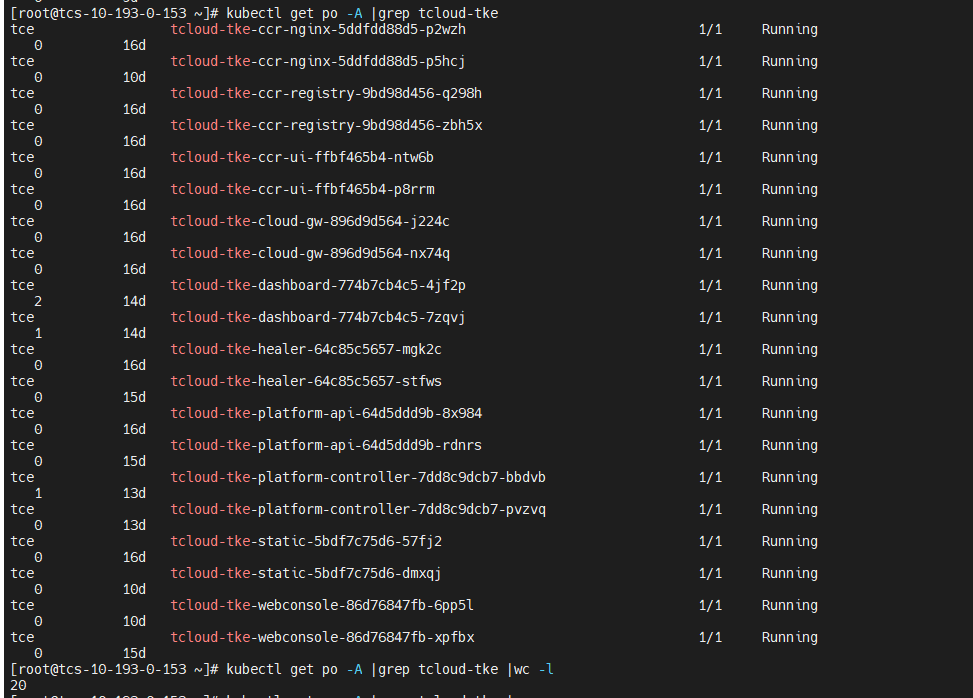 [root@tcs-10-193-0-153 ~]# kubectl get po -A |grep tcloud-tke
tce tcloud-tke-ccr-nginx-5ddfdd88d5-p2wzh 1/1 Running
0 16d
tce tcloud-tke-ccr-nginx-5ddfdd88d5-p5hcj 1/1 Running
0 10d
tce tcloud-tke-ccr-registry-9bd98d456-q298h 1/1 Running
0 16d
tce tcloud-tke-ccr-registry-9bd98d456-zbh5x 1/1 Running
0 16d
tce tcloud-tke-ccr-ui-ffbf465b4-ntw6b 1/1 Running
0 16d
tce tcloud-tke-ccr-ui-ffbf465b4-p8rrm 1/1 Running
0 16d
tce tcloud-tke-cloud-gw-896d9d564-j224c 1/1 Running
0 16d
tce tcloud-tke-cloud-gw-896d9d564-nx74q 1/1 Running
0 16d
tce tcloud-tke-dashboard-774b7cb4c5-4jf2p 1/1 Running
2 14d
tce tcloud-tke-dashboard-774b7cb4c5-7zqvj 1/1 Running
1 14d
tce tcloud-tke-healer-64c85c5657-mgk2c 1/1 Running
0 16d
tce tcloud-tke-healer-64c85c5657-stfws 1/1 Running
0 15d
tce tcloud-tke-platform-api-64d5ddd9b-8x984 1/1 Running
0 16d
tce tcloud-tke-platform-api-64d5ddd9b-rdnrs 1/1 Running
0 15d
tce tcloud-tke-platform-controller-7dd8c9dcb7-bbdvb 1/1 Running
1 13d
tce tcloud-tke-platform-controller-7dd8c9dcb7-pvzvq 1/1 Running
0 13d
tce tcloud-tke-static-5bdf7c75d6-57fj2 1/1 Running
0 16d
tce tcloud-tke-static-5bdf7c75d6-dmxqj 1/1 Running
0 10d
tce tcloud-tke-webconsole-86d76847fb-6pp5l 1/1 Running
0 10d
tce tcloud-tke-webconsole-86d76847fb-xpfbx 1/1 Running
0 15d
[root@tcs-10-193-0-153 ~]# kubectl get po -A |grep tcloud-tke |wc -l
20